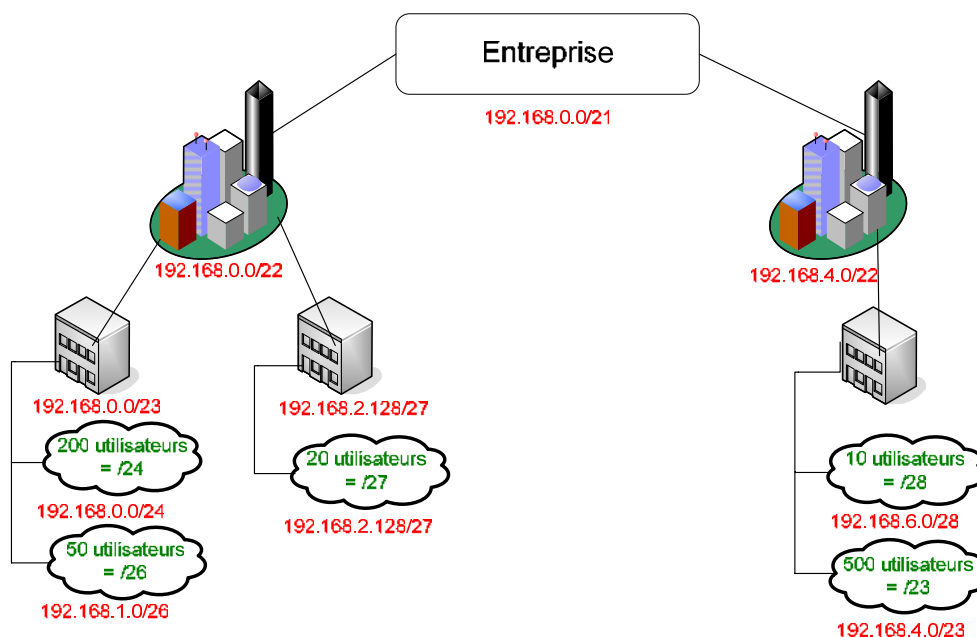 Entreprise
192.168.0.0/21
192.168.0.0/22
192.168.4.0/22
192.168.0.0/23
200 utilisateurs
= /24
192.168.0.0/24
50 utilisateurs
= /26
192.168.1.0/26
192.168.2.128/27
20 utilisateurs
= /27
192.168.2.128/27
10 utilisateurs
= /28
192.168.6.0/28
500 utilisateurs
= /23
192.168.4.0/23